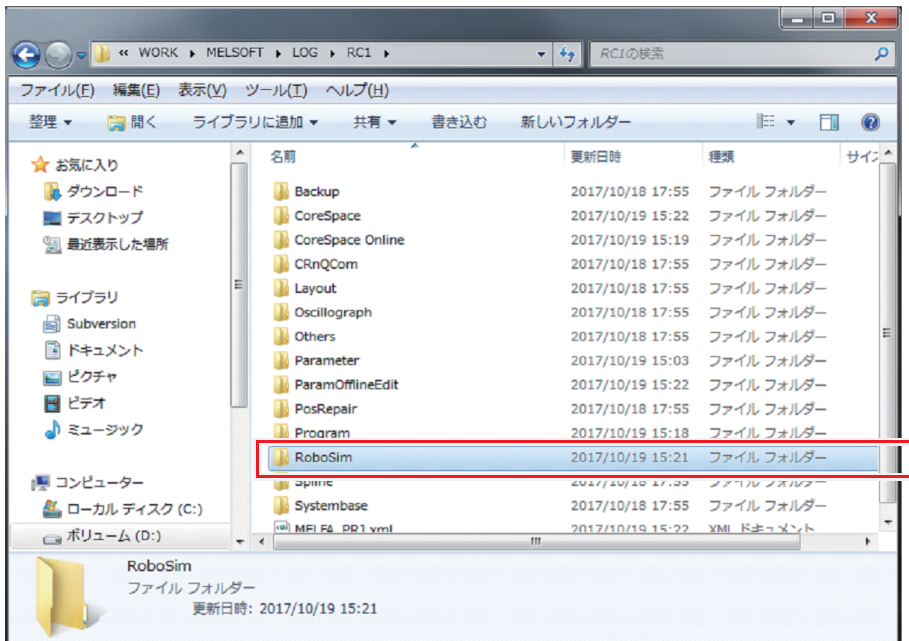 « WORK ▸ MELSOFT ▸ LOG ▸ RC1 ▸
RC1の検索
ファイル(F) 編集(E) 表示(V) ツール(T) ヘルプ(H)
整理 ▼ 開く ライブラリに追加 ▼ 共有 ▼ 書き込む 新しいフォルダー
お気に入り
ダウンロード
デスクトップ
最近表示した場所
ライブラリ
Subversion
ドキュメント
ピクチャ
ビデオ
ミュージック
コンピューター
ローカル ディスク (C:)
ボリューム (D:)
名前 更新日時 種類 サイズ
Backup 2017/10/18 17:55 ファイル フォルダー
CoreSpace 2017/10/19 15:22 ファイル フォルダー
CoreSpace Online 2017/10/19 15:19 ファイル フォルダー
CRnQCom 2017/10/18 17:55 ファイル フォルダー
Layout 2017/10/18 17:55 ファイル フォルダー
Oscillograph 2017/10/18 17:55 ファイル フォルダー
Others 2017/10/18 17:55 ファイル フォルダー
Parameter 2017/10/19 15:03 ファイル フォルダー
ParamOfflineEdit 2017/10/19 15:22 ファイル フォルダー
PosRepair 2017/10/18 17:55 ファイル フォルダー
Program 2017/10/19 15:18 ファイル フォルダー
RoboSim 2017/10/19 15:21 ファイル フォルダー
Spline 2017/10/18 17:55 ファイル フォルダー
Systembase 2017/10/18 17:55 ファイル フォルダー
MELFA_PRJ.xml 2017/10/19 15:22 XML ドキュメント
RoboSim
ファイル フォルダー
更新日時: 2017/10/19 15:21